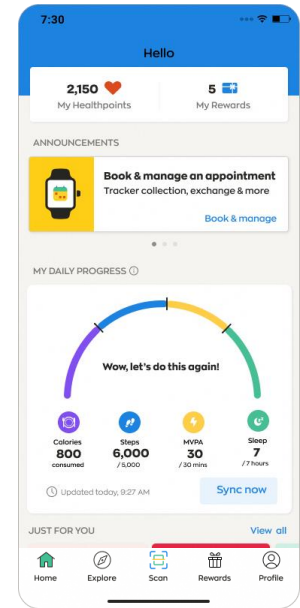 7:30
Hello
2,150
5
My Healthpoints
My Rewards
ANNOUNCEMENTS
Book & manage an appointment
Tracker collection, exchange & more
Book & manage
MY DAILY PROGRESS
Wow, let's do this again!
Calories
Steps
MVPA
Sleep
800
6,000
30
7
consumed
/ 5,000
/ 30 mins
/ 7 hours
Updated today, 9:27 AM
Sync now
JUST FOR YOU
View all
Home
Explore
Scan
Rewards
Profile